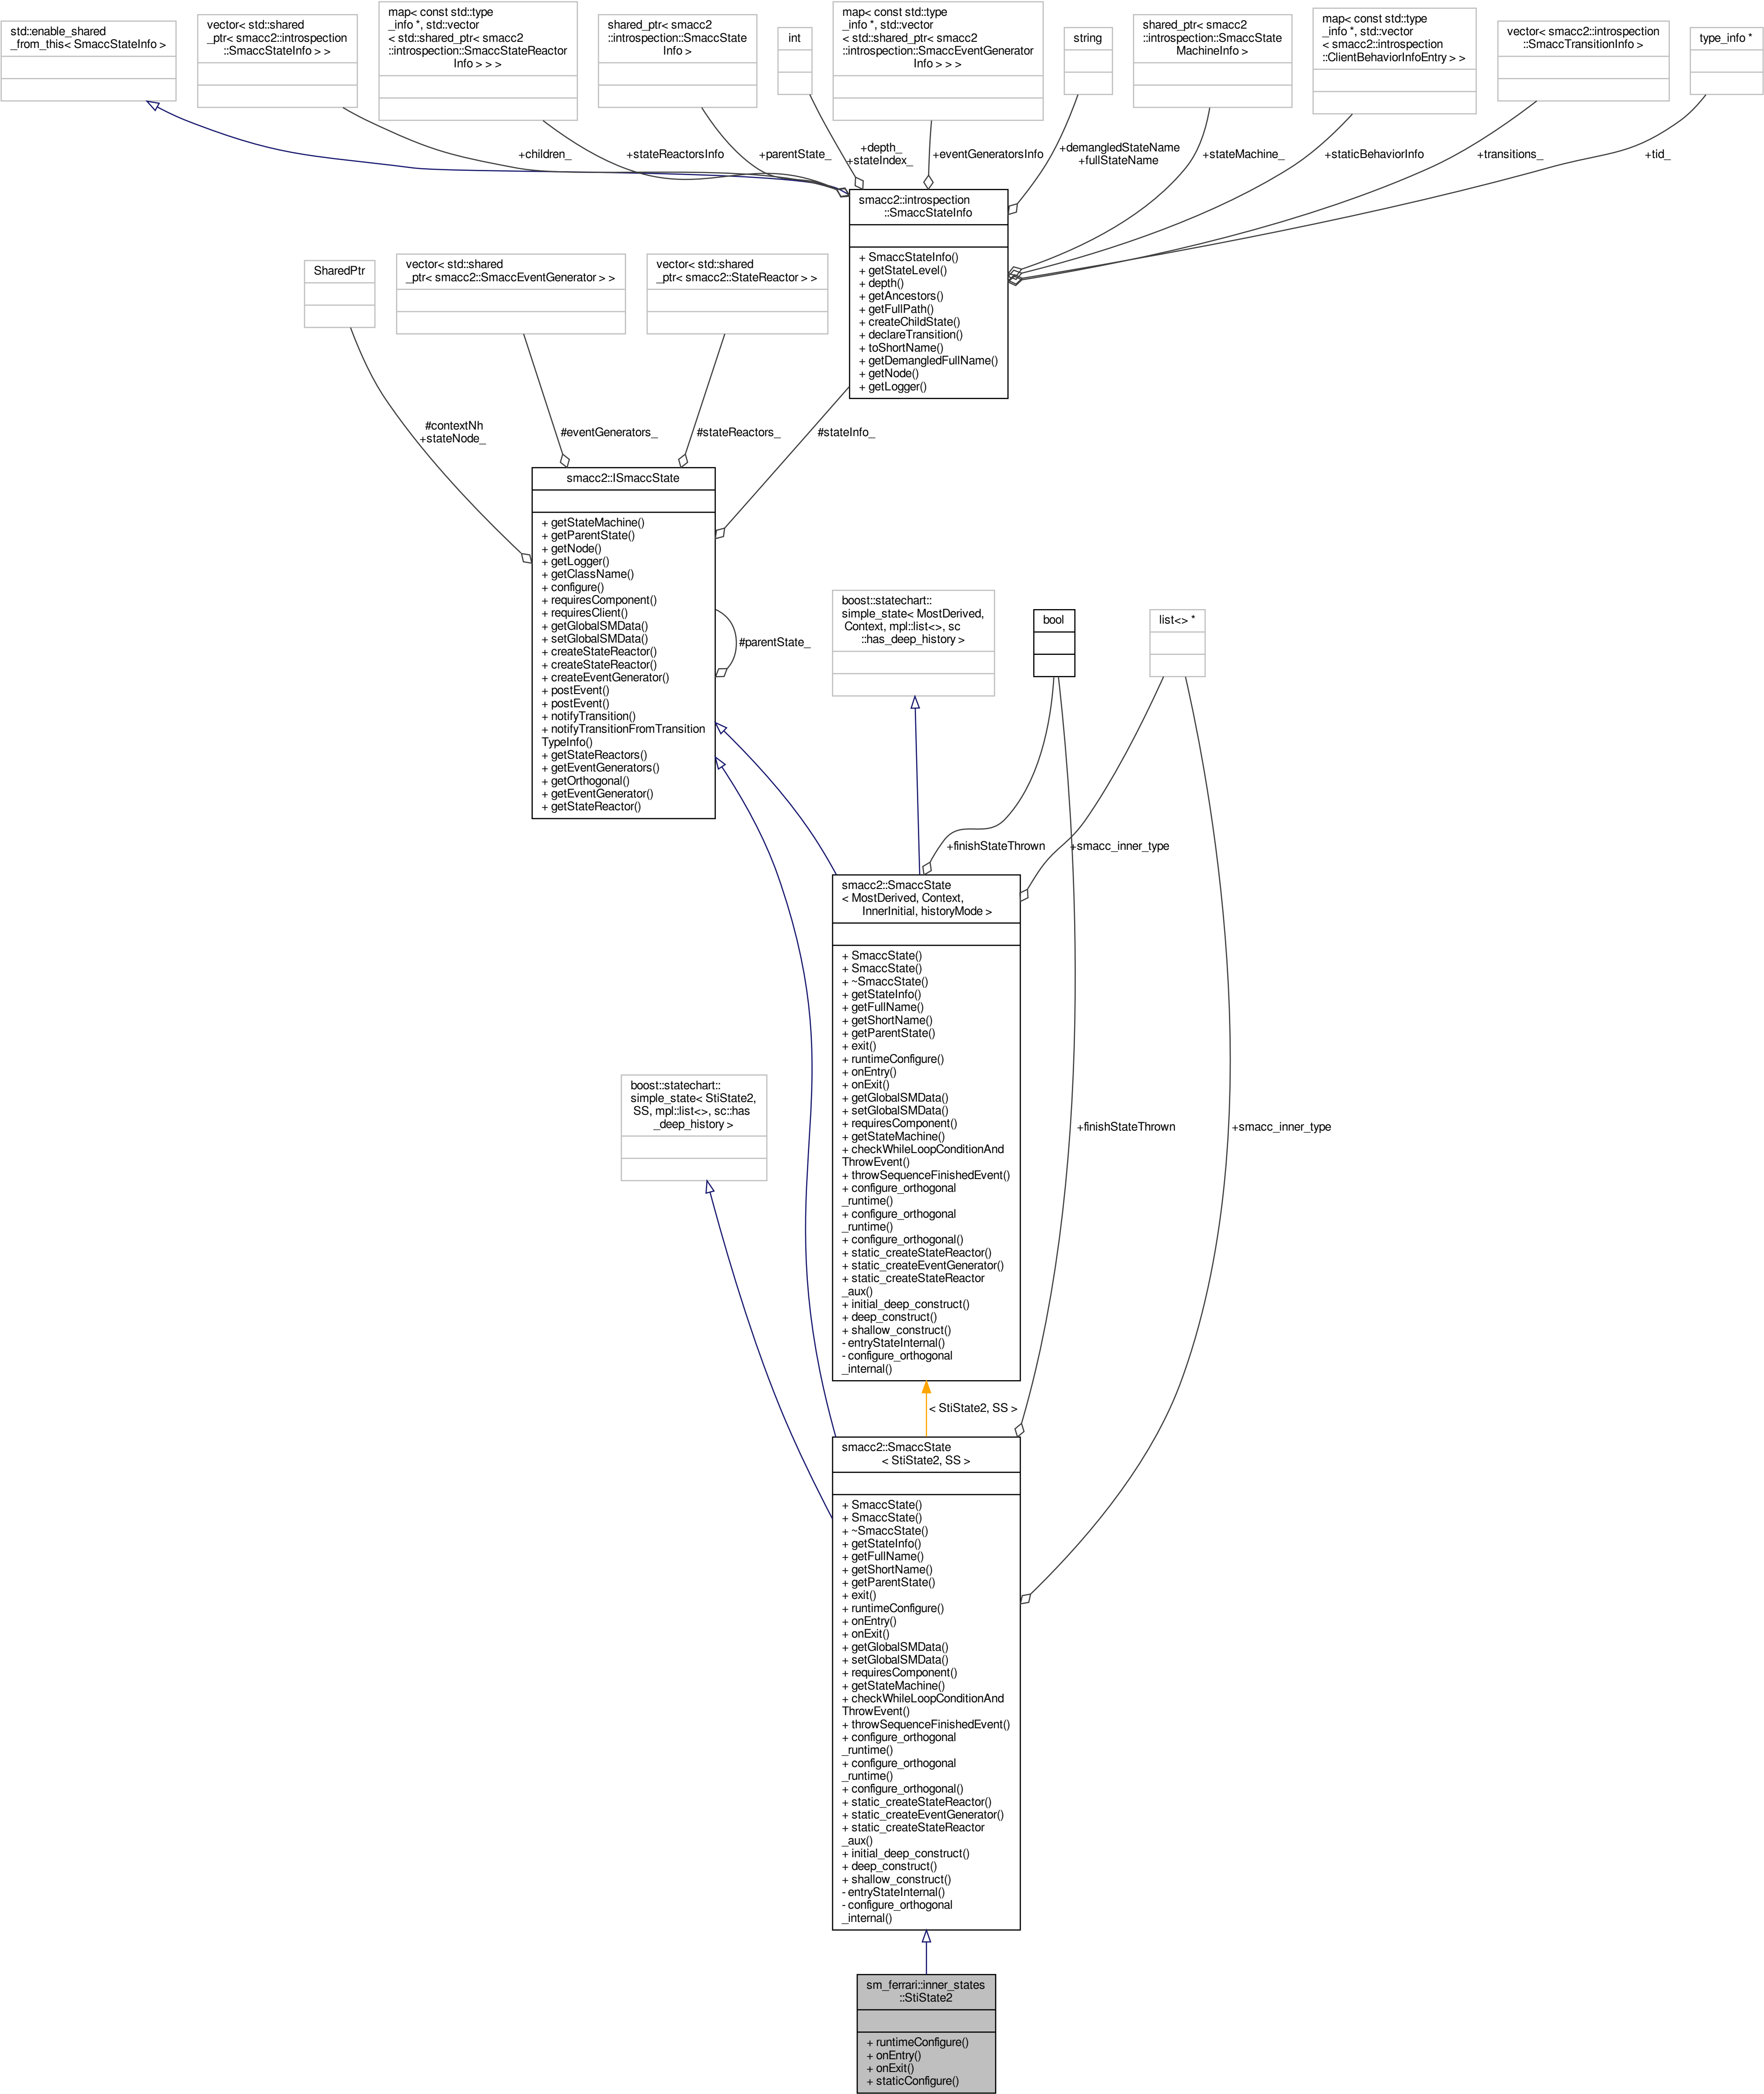 std::enable_shared
_from_this< SmaccStateInfo >
vector< std::shared
_ptr< smacc2::introspection
::SmaccStateInfo > >
map< const std::type
_info *, std::vector
< std::shared_ptr< smacc2
::introspection::SmaccStateReactor
Info > > >
shared_ptr< smacc2
::introspection::SmaccState
Info >
int
map< const std::type
_info *, std::vector
< std::shared_ptr< smacc2
::introspection::SmaccEventGenerator
Info > > >
string
shared_ptr< smacc2
::introspection::SmaccState
MachineInfo >
map< const std::type
_info *, std::vector
< smacc2::introspection
::ClientBehaviorInfoEntry > >
vector< smacc2::introspection
::SmaccTransitionInfo >
type_info *
+children_
+stateReactorsInfo
+parentState_
+depth_
+stateIndex_
+eventGeneratorsInfo
+demangledStateName
+fullStateName
+stateMachine_
+staticBehaviorInfo
+transitions_
+tid_
smacc2::introspection
::SmaccStateInfo
+ SmaccStateInfo()
+ getStateLevel()
+ depth()
+ getAncestors()
+ getFullPath()
+ createChildState()
+ declareTransition()
+ toShortName()
+ getDemangledFullName()
+ getNode()
+ getLogger()
SharedPtr
vector< std::shared
_ptr< smacc2::SmaccEventGenerator > >
vector< std::shared
_ptr< smacc2::StateReactor > >
#contextNh
+stateNode_
#eventGenerators_
#stateReactors_
#stateInfo_
smacc2::ISmaccState
+ getStateMachine()
+ getParentState()
+ getNode()
+ getLogger()
+ getClassName()
+ configure()
+ requiresComponent()
+ requiresClient()
+ getGlobalSMData()
+ setGlobalSMData()
+ createStateReactor()
+ createStateReactor()
+ createEventGenerator()
+ postEvent()
+ postEvent()
+ notifyTransition()
+ notifyTransitionFromTransition
TypeInfo()
+ getStateReactors()
+ getEventGenerators()
+ getOrthogonal()
+ getEventGenerator()
+ getStateReactor()
#parentState_
boost::statechart::
simple_state< MostDerived,
Context, mpl::list<>, sc
::has_deep_history >
bool
list<> *
+finishStateThrown
+smacc_inner_type
smacc2::SmaccState
< MostDerived, Context,
InnerInitial, historyMode >
+ SmaccState()
+ SmaccState()
+ ~SmaccState()
+ getStateInfo()
+ getFullName()
+ getShortName()
+ getParentState()
+ exit()
+ runtimeConfigure()
+ onEntry()
+ onExit()
+ getGlobalSMData()
+ setGlobalSMData()
+ requiresComponent()
+ getStateMachine()
+ checkWhileLoopConditionAnd
ThrowEvent()
+ throwSequenceFinishedEvent()
+ configure_orthogonal
_runtime()
+ configure_orthogonal
_runtime()
+ configure_orthogonal()
+ static_createStateReactor()
+ static_createEventGenerator()
+ static_createStateReactor
_aux()
+ initial_deep_construct()
+ deep_construct()
+ shallow_construct()
- entryStateInternal()
- configure_orthogonal
_internal()
boost::statechart::
simple_state< StiState2,
SS, mpl::list<>, sc::has
_deep_history >
+finishStateThrown
+smacc_inner_type
< StiState2, SS >
smacc2::SmaccState
< StiState2, SS >
+ SmaccState()
+ SmaccState()
+ ~SmaccState()
+ getStateInfo()
+ getFullName()
+ getShortName()
+ getParentState()
+ exit()
+ runtimeConfigure()
+ onEntry()
+ onExit()
+ getGlobalSMData()
+ setGlobalSMData()
+ requiresComponent()
+ getStateMachine()
+ checkWhileLoopConditionAnd
ThrowEvent()
+ throwSequenceFinishedEvent()
+ configure_orthogonal
_runtime()
+ configure_orthogonal
_runtime()
+ configure_orthogonal()
+ static_createStateReactor()
+ static_createEventGenerator()
+ static_createStateReactor
_aux()
+ initial_deep_construct()
+ deep_construct()
+ shallow_construct()
- entryStateInternal()
- configure_orthogonal
_internal()
sm_ferrari::inner_states
::StiState2
+ runtimeConfigure()
+ onEntry()
+ onExit()
+ staticConfigure()